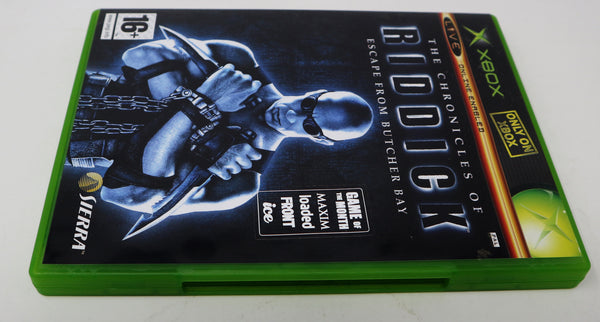 XBOX
LIVE
ONLINE ENABLED
ONLY ON
XBOX
PAL
THE CHRONICLES OF
RIDDICK
ESCAPE FROM BUTCHER BAY
GAME OF
THE MONTH
MAXIM
loaded
FRONT
ice
16+
SIERRA